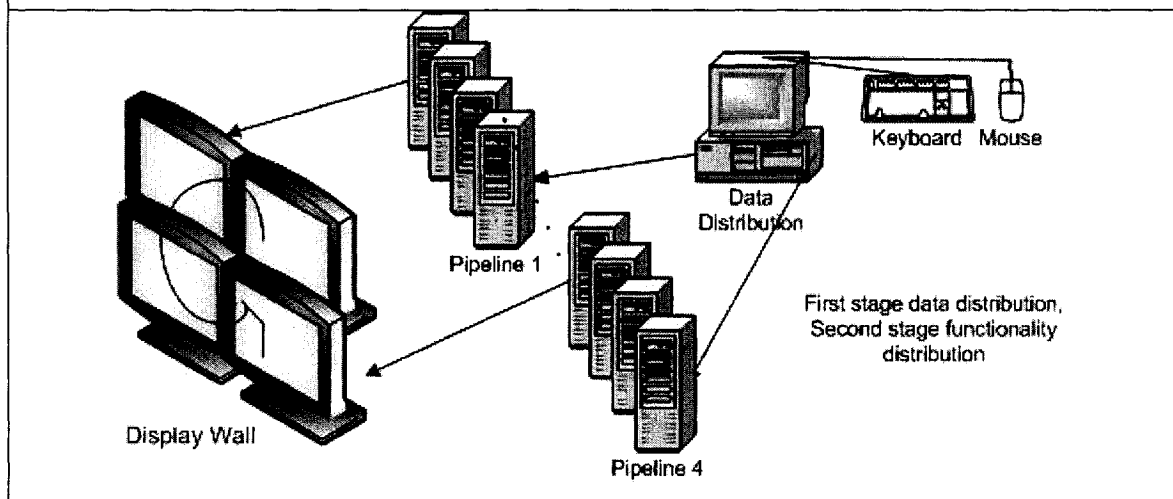 Keyboard Mouse
Data
Distribution
Pipeline 1
First stage data distribution,
Second stage functionality
distribution
Display Wall
Pipeline 4